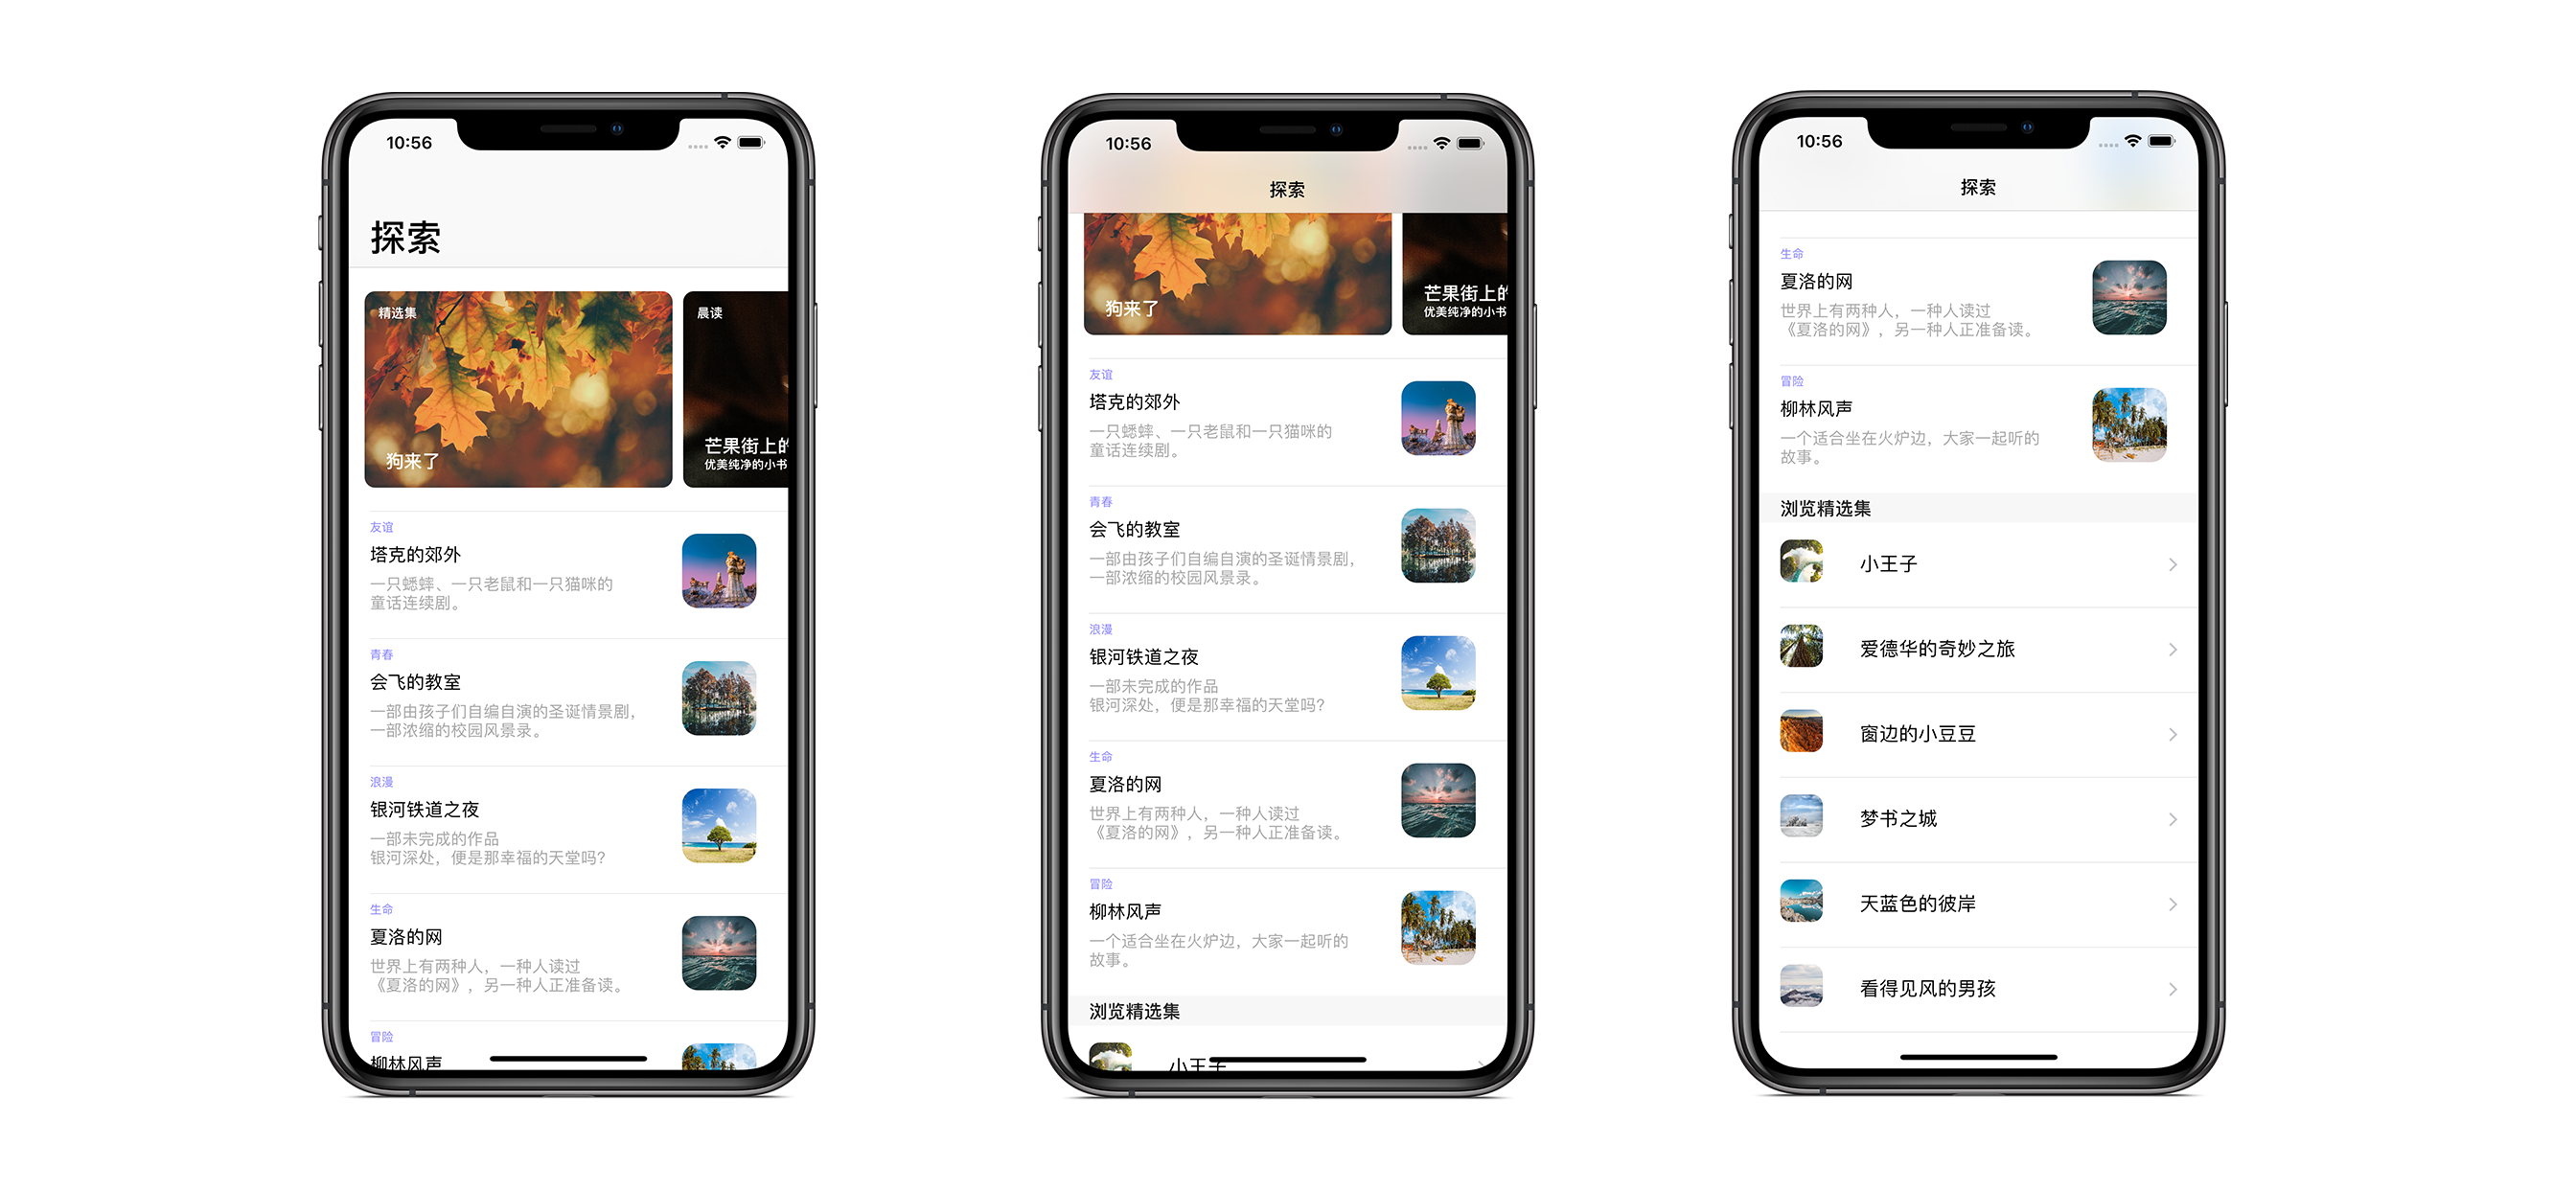 10:56
探索
精选集
狗来了
晨读
芒果街上的
优美纯净的小书
友谊
塔克的郊外
一只蟋蟀、一只老鼠和一只猫咪的
童话连续剧。
青春
会飞的教室
一部由孩子们自编自演的圣诞情景剧，
一部浓缩的校园风景录。
浪漫
银河铁道之夜
一部未完成的作品
银河深处，便是那幸福的天堂吗？
生命
夏洛的网
世界上有两种人，一种人读过
《夏洛的网》，另一种人正准备读。
冒险
柳林风声
10:56
探索
狗来了
芒果街上的
优美纯净的小书
友谊
塔克的郊外
一只蟋蟀、一只老鼠和一只猫咪的
童话连续剧。
青春
会飞的教室
一部由孩子们自编自演的圣诞情景剧，
一部浓缩的校园风景录。
浪漫
银河铁道之夜
一部未完成的作品
银河深处，便是那幸福的天堂吗？
生命
夏洛的网
世界上有两种人，一种人读过
《夏洛的网》，另一种人正准备读。
冒险
柳林风声
一个适合坐在火炉边，大家一起听的
故事。
浏览精选集
小王子
10:56
探索
生命
夏洛的网
世界上有两种人，一种人读过
《夏洛的网》，另一种人正准备读。
冒险
柳林风声
一个适合坐在火炉边，大家一起听的
故事。
浏览精选集
小王子
爱德华的奇妙之旅
窗边的小豆豆
梦书之城
天蓝色的彼岸
看得见风的男孩